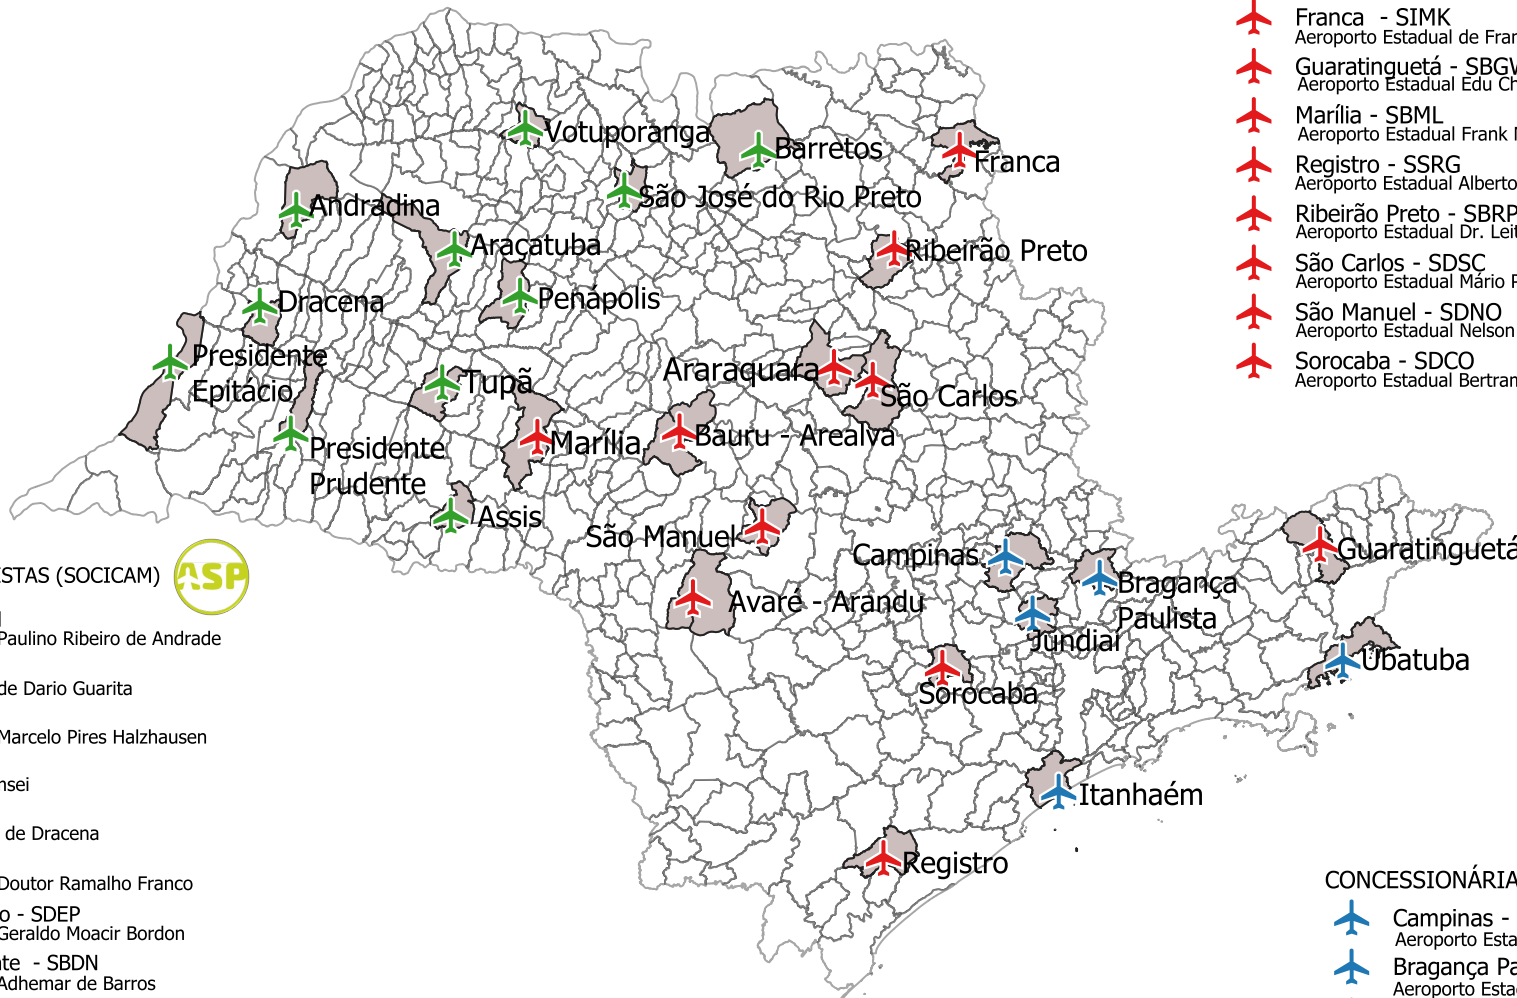 Franca - SIMK
Aeroporto Estadual de Fran
Guaratinguetá - SBGW
Aeroporto Estadual Edu Ch
Marília - SBML
Aeroporto Estadual Frank M
Registro - SSRG
Aeroporto Estadual Alberto
Ribeirão Preto - SBRP
Aeroporto Estadual Dr. Leit
São Carlos - SDSC
Aeroporto Estadual Mário P
São Manuel - SDNO
Aeroporto Estadual Nelson
Sorocaba - SDCO
Aeroporto Estadual Bertram
Votuporanga
Barretos
Franca
São José do Rio Preto
Andradina
Aracatuba
Ribeirão Preto
Penápolis
Dracena
Presidente
Epitácio
Araraquara
Tupã
São Carlos
Bauru - Arealva
Marília
Presidente
Prudente
Assis
São Manuel
Campinas
Guaratinguetá
Bragança
Paulista
Avaré - Arandu
Jundiaí
Ubatuba
Sorocaba
Itanhaém
Registro
ISTAS (SOCICAM)
ASP
Paulino Ribeiro de Andrade
de Dario Guarita
Marcelo Pires Halzhausen
nsei
de Dracena
Doutor Ramalho Franco
o - SDEP
Geraldo Moacir Bordon
nte - SBDN
Adhemar de Barros
CONCESSIONÁRIA
Campinas -
Aeroporto Esta
Bragança Pa
Aeroporto Estad